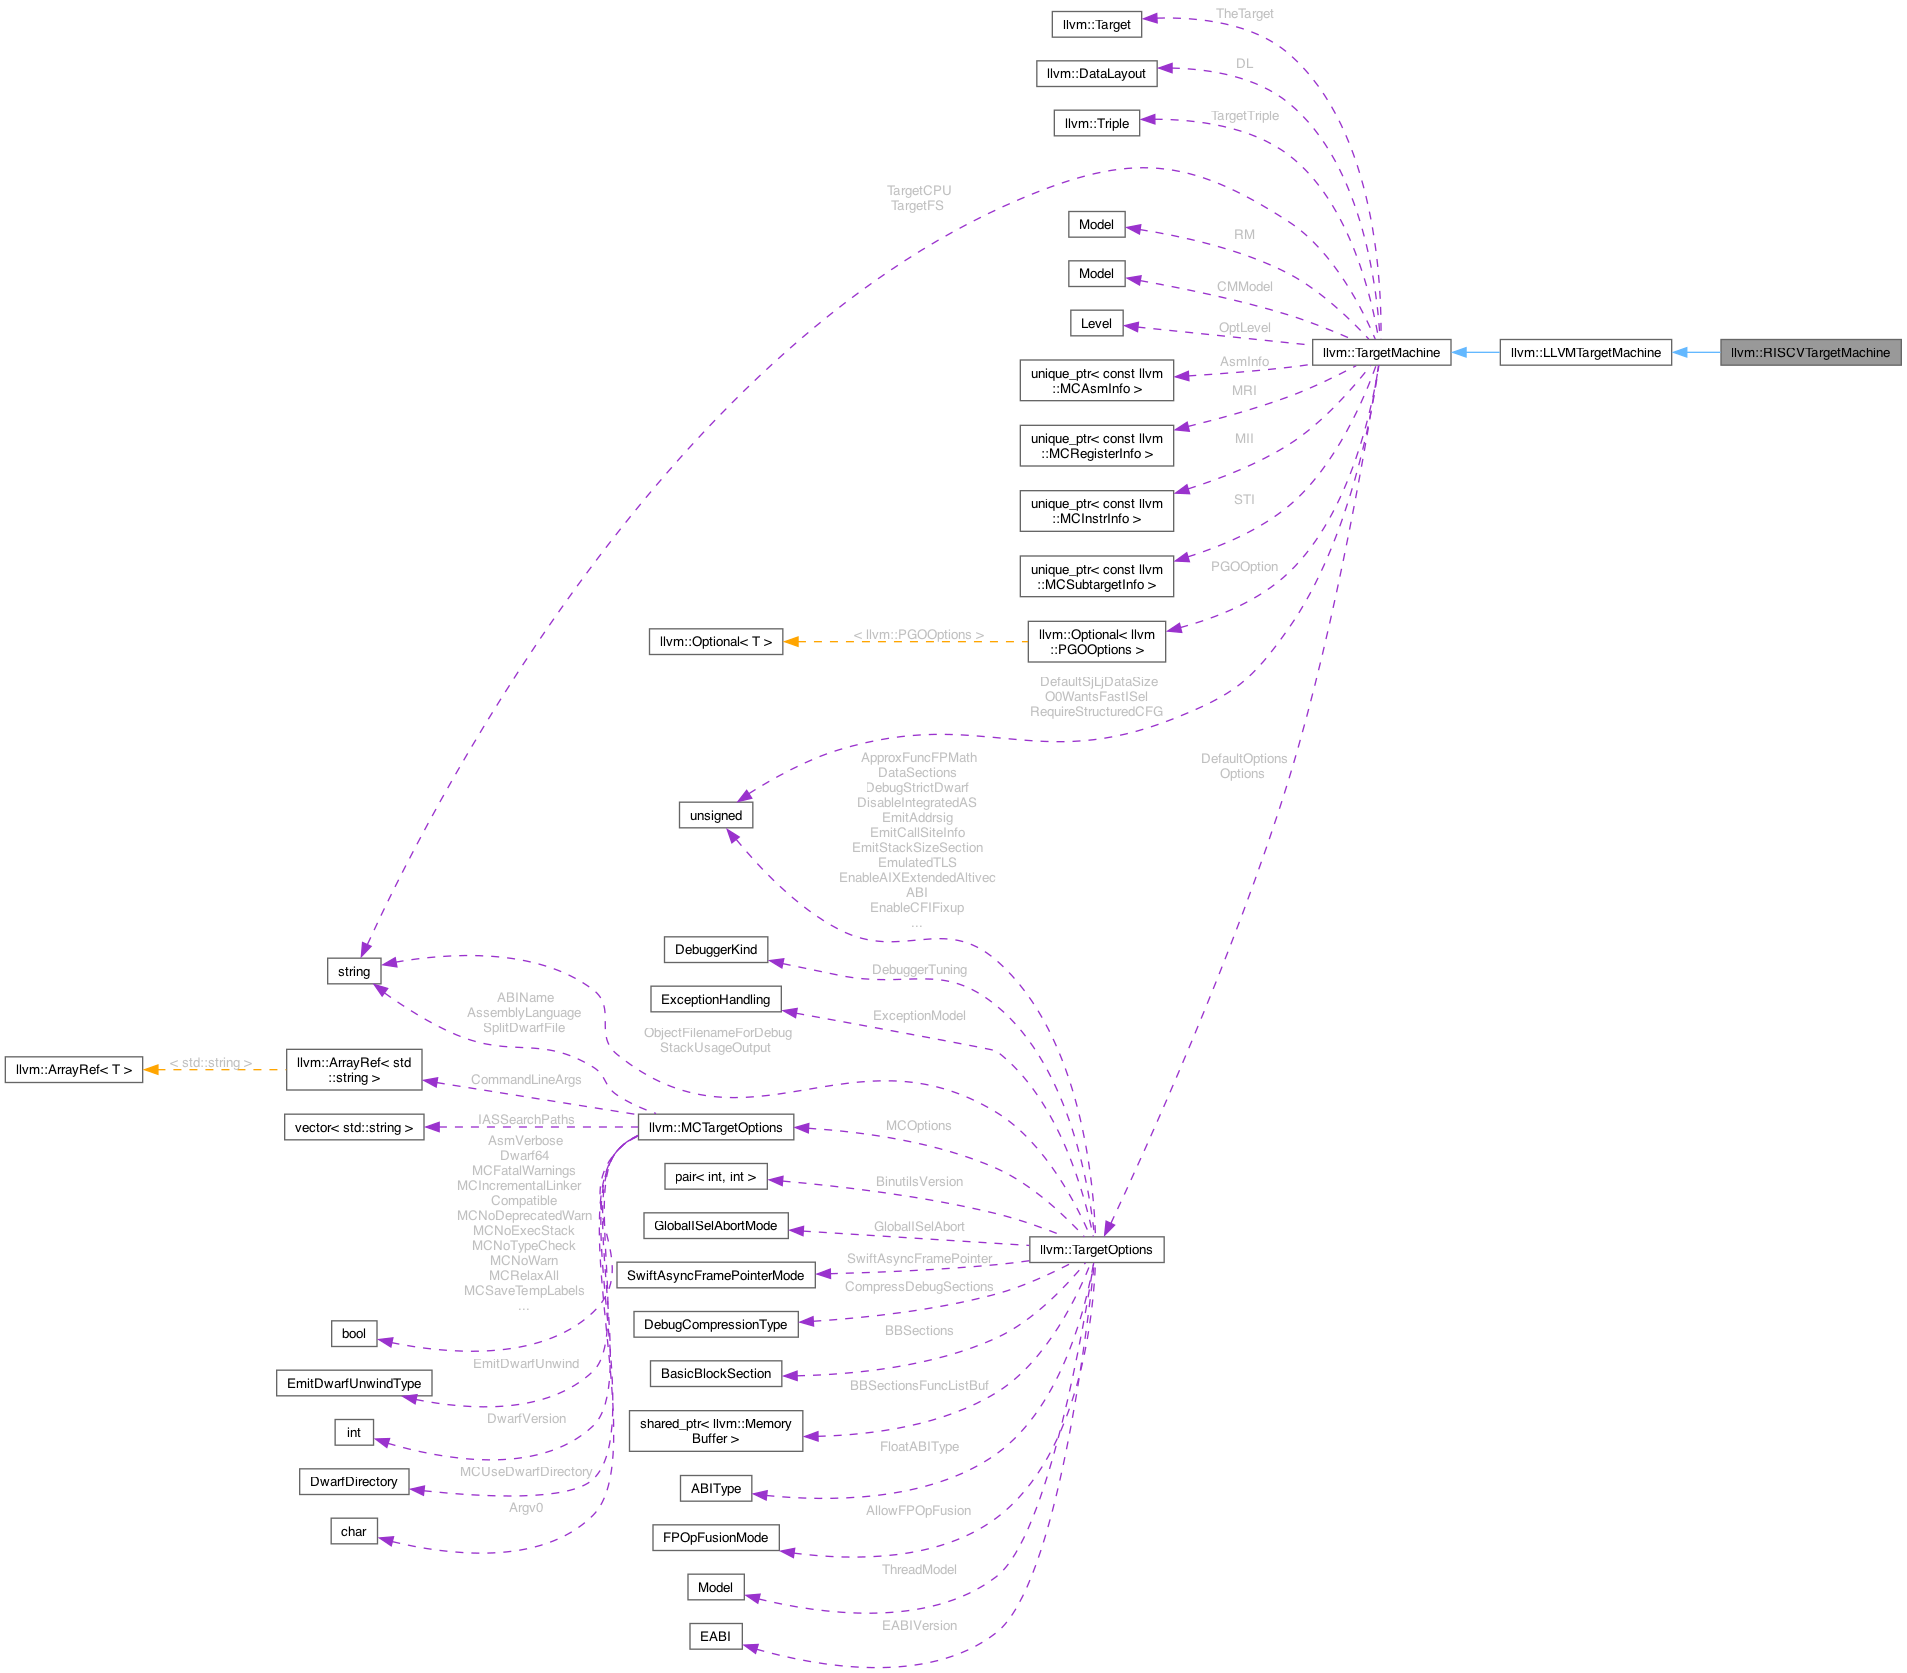 llvm::Target
TheTarget
llvm::DataLayout
DL
llvm::Triple
TargetTriple
TargetCPU
TargetFS
Model
RM
Model
CMModel
Level
OptLevel
llvm::TargetMachine
llvm::LLVMTargetMachine
llvm::RISCVTargetMachine
unique_ptr< const llvm
::MCAsmInfo >
AsmInfo
unique_ptr< const llvm
::MCRegisterInfo >
MRI
unique_ptr< const llvm
::MCInstrInfo >
MII
unique_ptr< const llvm
::MCSubtargetInfo >
STI
PGOOption
llvm::Optional< T >
< llvm::PGOOptions >
llvm::Optional< llvm
::PGOOptions >
DefaultSjLjDataSize
O0WantsFastISel
RequireStructuredCFG
DefaultOptions
Options
unsigned
ApproxFuncFPMath
DataSections
DebugStrictDwarf
DisableIntegratedAS
EmitAddrsig
EmitCallSiteInfo
EmitStackSizeSection
EmulatedTLS
EnableAIXExtendedAltivec
ABI
EnableCFIFixup
...
DebuggerKind
DebuggerTuning
string
ExceptionHandling
ExceptionModel
ABIName
AssemblyLanguage
SplitDwarfFile
ObjectFilenameForDebug
StackUsageOutput
llvm::ArrayRef< T >
< std::string >
llvm::ArrayRef< std
::string >
CommandLineArgs
vector< std::string >
IASSearchPaths
llvm::MCTargetOptions
MCOptions
AsmVerbose
Dwarf64
MCFatalWarnings
MCIncrementalLinker
Compatible
MCNoDeprecatedWarn
MCNoExecStack
MCNoTypeCheck
MCNoWarn
MCRelaxAll
MCSaveTempLabels
...
pair< int, int >
BinutilsVersion
GlobalISelAbortMode
GlobalISelAbort
llvm::TargetOptions
SwiftAsyncFramePointerMode
SwiftAsyncFramePointer
DebugCompressionType
CompressDebugSections
bool
BasicBlockSection
BBSections
EmitDwarfUnwindType
EmitDwarfUnwind
shared_ptr< llvm::Memory
Buffer >
BBSectionsFuncListBuf
int
DwarfVersion
DwarfDirectory
MCUseDwarfDirectory
ABIType
FloatABIType
char
Argv0
FPOpFusionMode
AllowFPOpFusion
Model
ThreadModel
EABI
EABIVersion